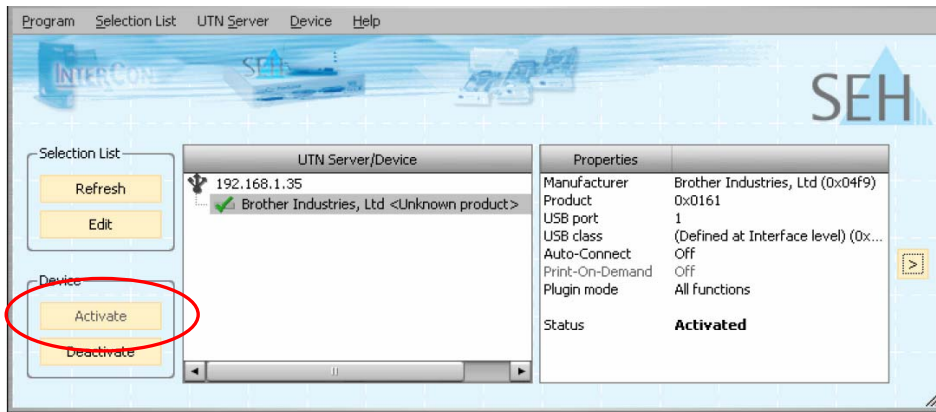 Program Selection List UTN Server Device Help
INTERCON SEH
SEH
Selection List
Refresh
Edit
Device
Activate
Deactivate
UTN Server/Device
192.168.1.35
Brother Industries, Ltd <Unknown product>
Properties
Manufacturer Brother Industries, Ltd (0x04f9)
Product 0x0161
USB port 1
USB class (Defined at Interface level) (0x...
Auto-Connect Off
Print-On-Demand Off
Plugin mode All functions
Status Activated
>